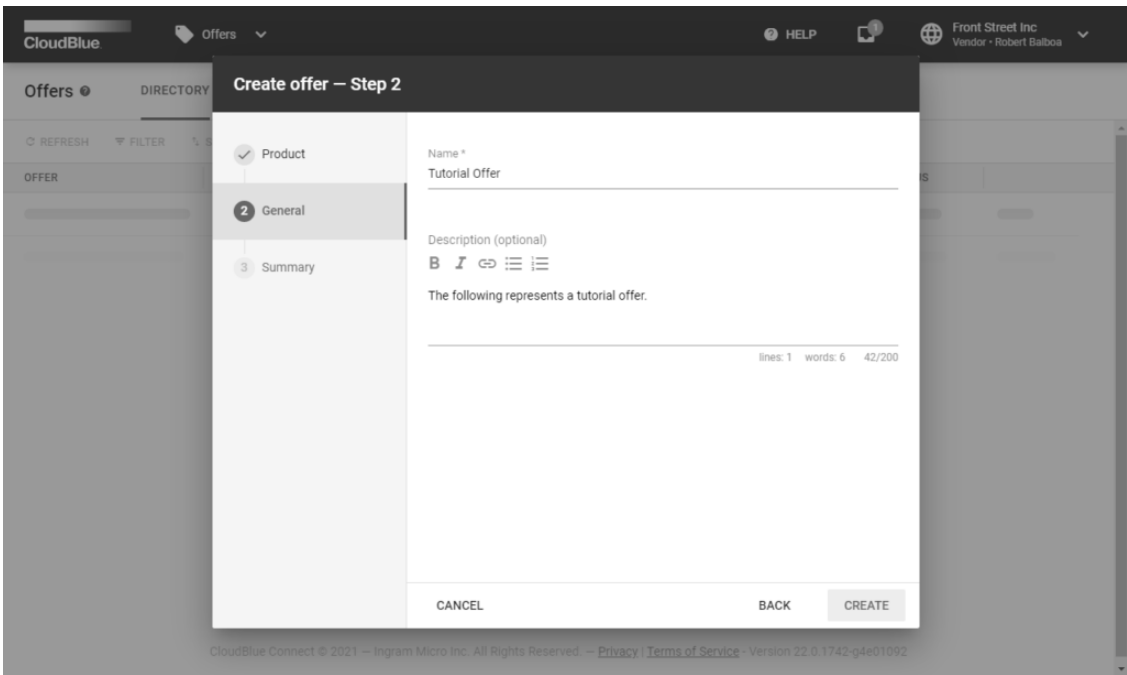 CloudBlue.
Offers
HELP
1
Front Street Inc
Vendor • Robert Balboa
Offers
DIRECTORY
REFRESH
FILTER
OFFER
Create offer — Step 2
Product
2 General
3 Summary
Name *
Tutorial Offer
Description (optional)
B I
The following represents a tutorial offer.
lines: 1 words: 6 42/200
CANCEL
BACK
CREATE
CloudBlue Connect © 2021 — Ingram Micro Inc. All Rights Reserved. — Privacy | Terms of Service - Version 22.0.1742-g4e01092